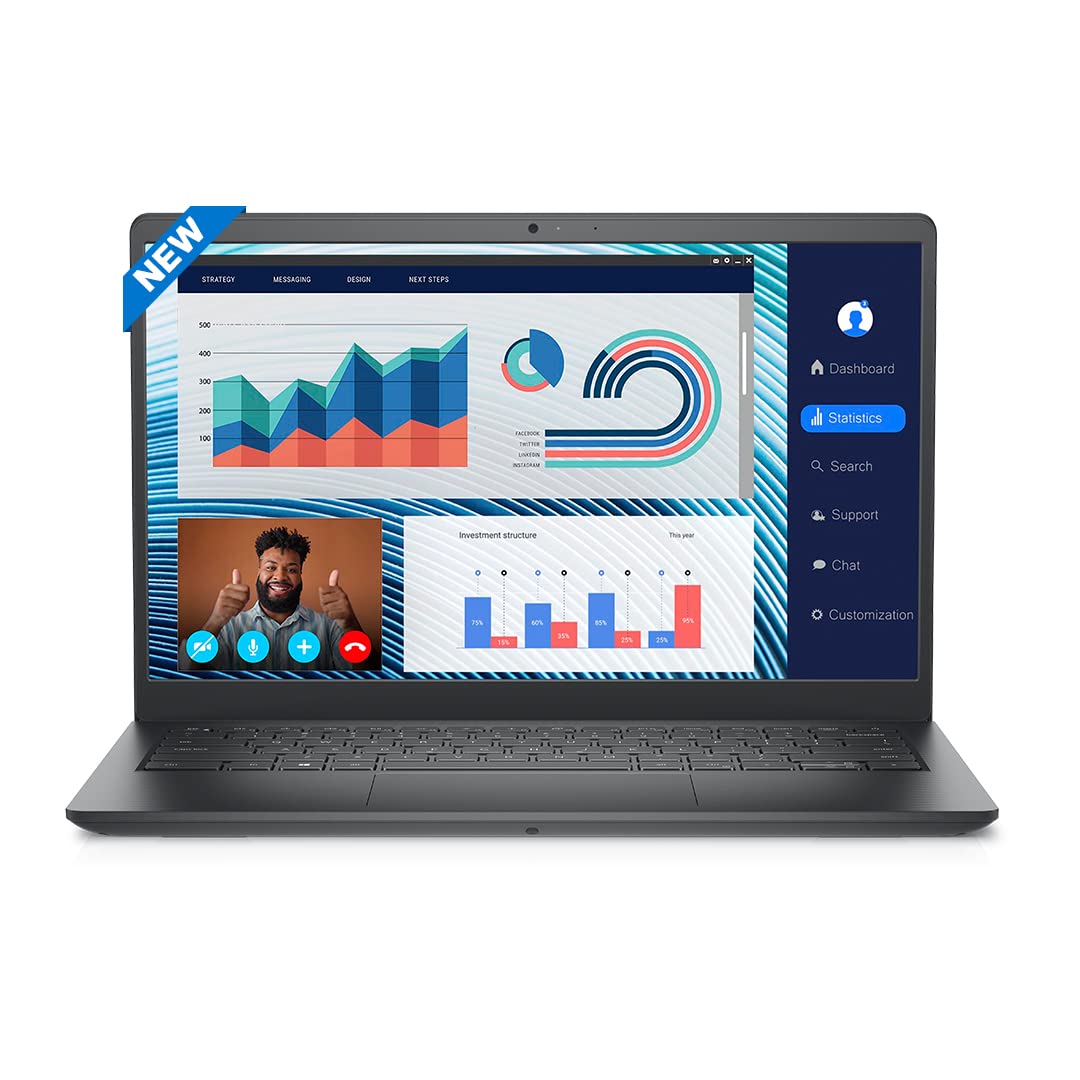 NEW
STRATEGY MESSAGING DESIGN NEXT STEPS
500
400
300
200
100
FACEBOOK
TWITTER
LINKEDIN
INSTAGRAM
3
Dashboard
Statistics
Search
Support
Chat
Customization
Investment structure This year
75% 15% 60% 35% 85% 25% 25% 95%